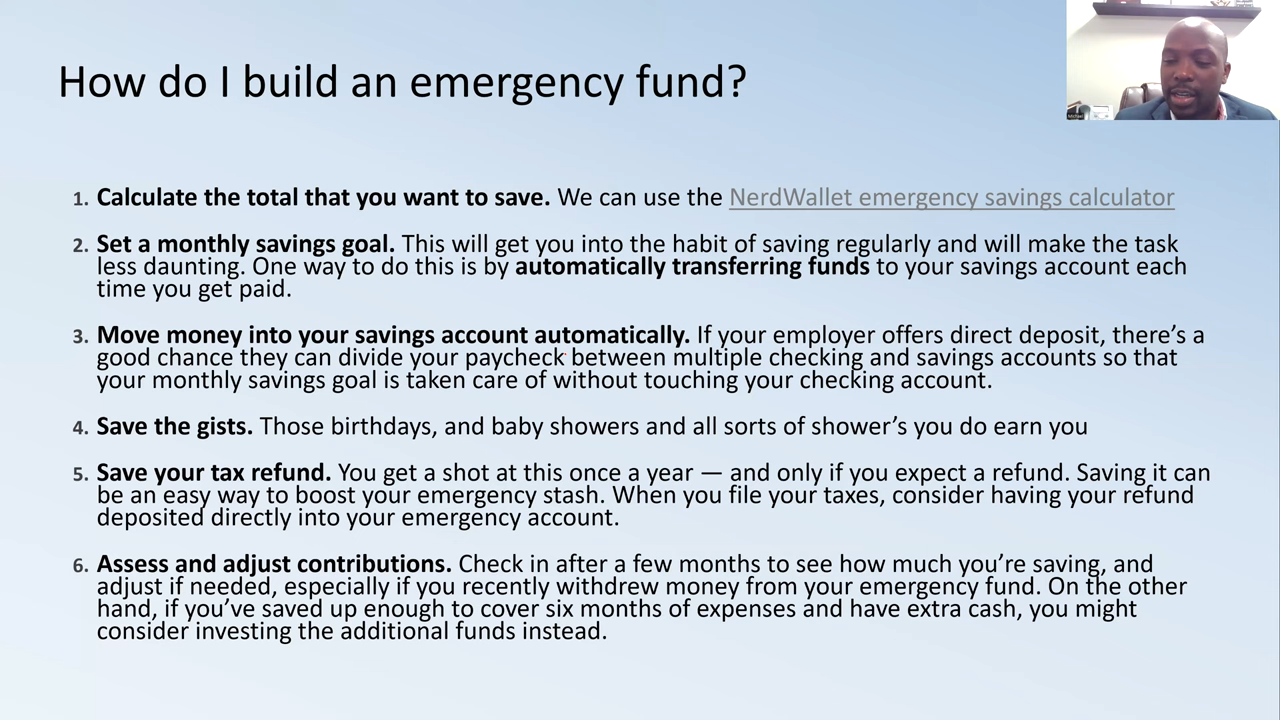 How do I build an emergency fund?
1. Calculate the total that you want to save. We can use the NerdWallet emergency savings calculator
2. Set a monthly savings goal. This will get you into the habit of saving regularly and will make the task
less daunting. One way to do this is by automatically transferring funds to your savings account each
time you get paid.
3. Move money into your savings account automatically. If your employer offers direct deposit, there’s a
good chance they can divide your paycheck between multiple checking and savings accounts so that
your monthly savings goal is taken care of without touching your checking account.
4. Save the gists. Those birthdays, and baby showers and all sorts of shower’s you do earn you
5. Save your tax refund. You get a shot at this once a year — and only if you expect a refund. Saving it can
be an easy way to boost your emergency stash. When you file your taxes, consider having your refund
deposited directly into your emergency account.
6. Assess and adjust contributions. Check in after a few months to see how much you’re saving, and
adjust if needed, especially if you recently withdrew money from your emergency fund. On the other
hand, if you’ve saved up enough to cover six months of expenses and have extra cash, you might
consider investing the additional funds instead.
Michael